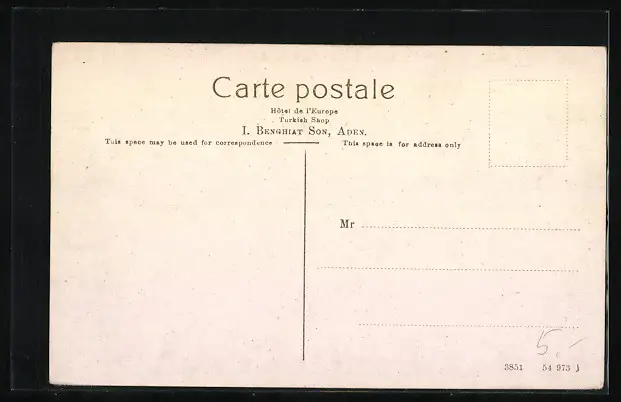 Carte postale
Hôtel de l'Europe
Turkish Shop
I. BENGHIAT SON, ADEN.
This space may be used for correspondence
This space is for address only
Mr
5.-
3851 54 973 J